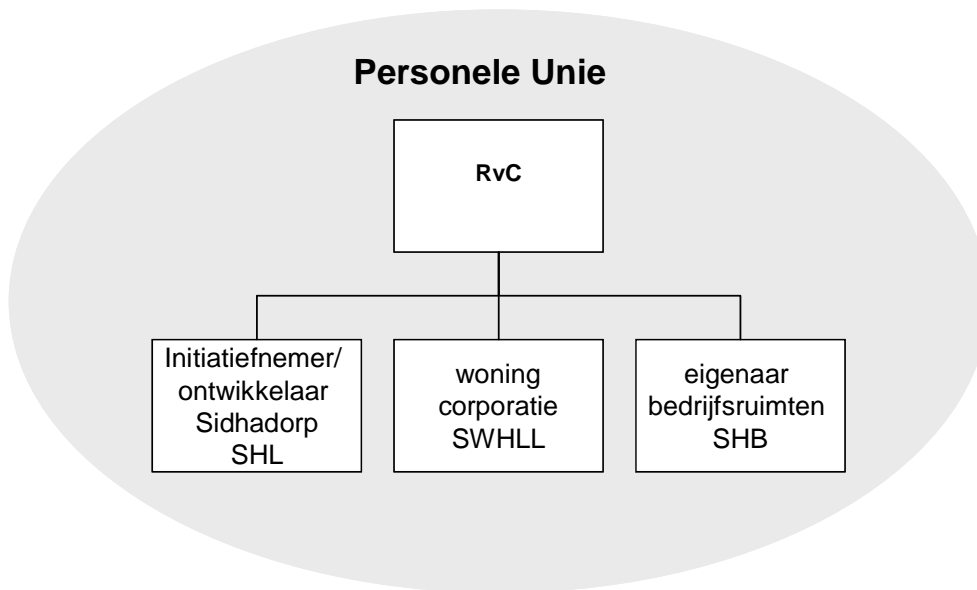 Personele Unie
RvC
Initiatiefnemer/
ontwikkelaar
Sidhadorp
SHL
woning
corporatie
SWHLL
eigenaar
bedrijfsruimten
SHB